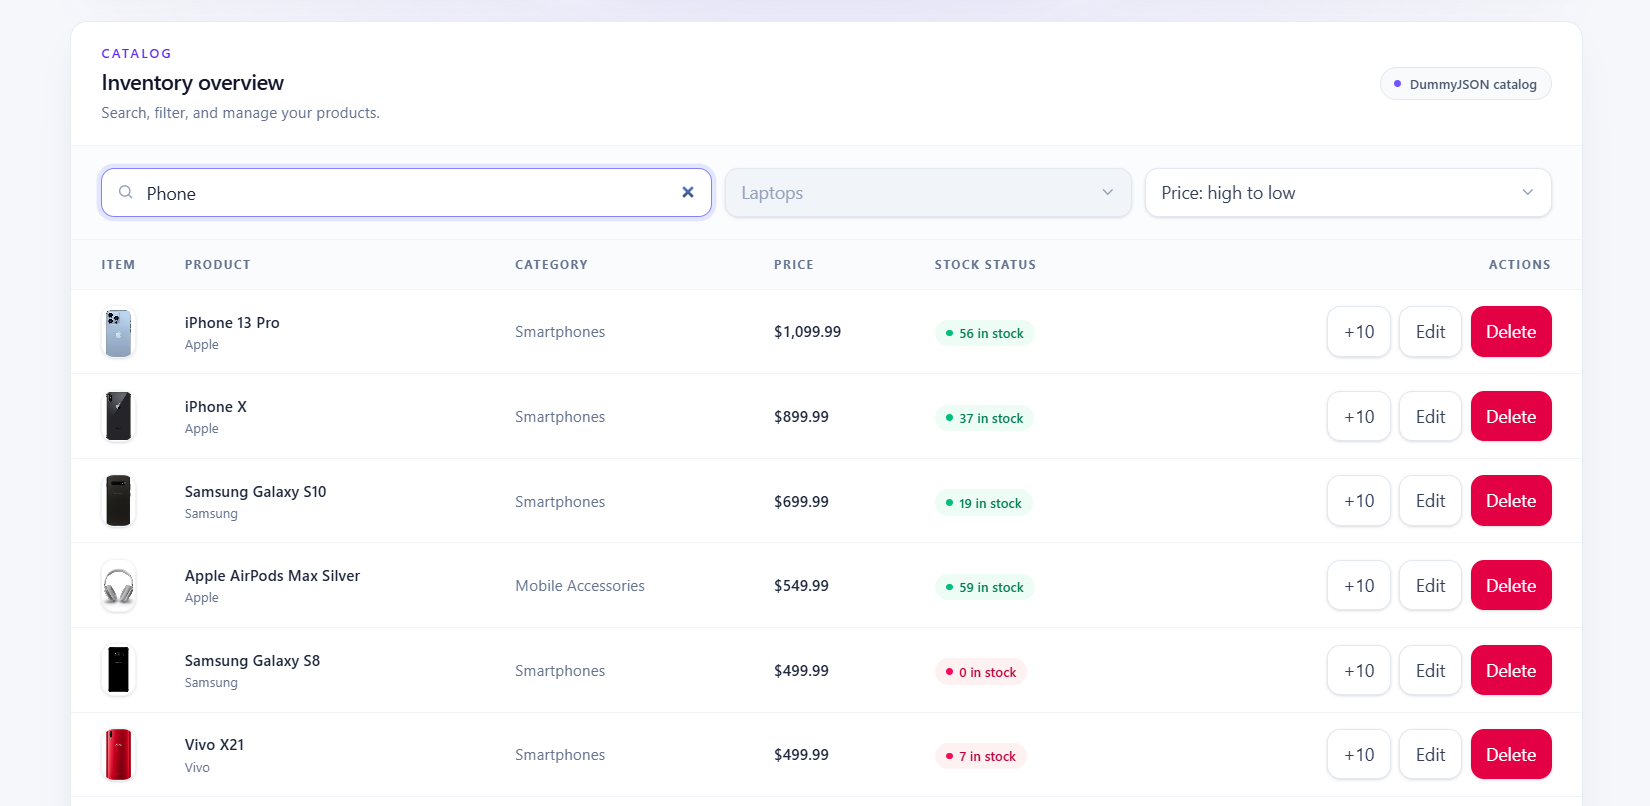 CATALOG
Inventory overview
Search, filter, and manage your products.
DummyJSON catalog
Phone
Laptops
Price: high to low
ITEM PRODUCT CATEGORY PRICE STOCK STATUS ACTIONS
iPhone 13 Pro
Apple
Smartphones
$1,099.99
56 in stock
+10 Edit Delete
iPhone X
Apple
Smartphones
$899.99
37 in stock
+10 Edit Delete
Samsung Galaxy S10
Samsung
Smartphones
$699.99
19 in stock
+10 Edit Delete
Apple AirPods Max Silver
Apple
Mobile Accessories
$549.99
59 in stock
+10 Edit Delete
Samsung Galaxy S8
Samsung
Smartphones
$499.99
0 in stock
+10 Edit Delete
Vivo X21
Vivo
Smartphones
$499.99
7 in stock
+10 Edit Delete